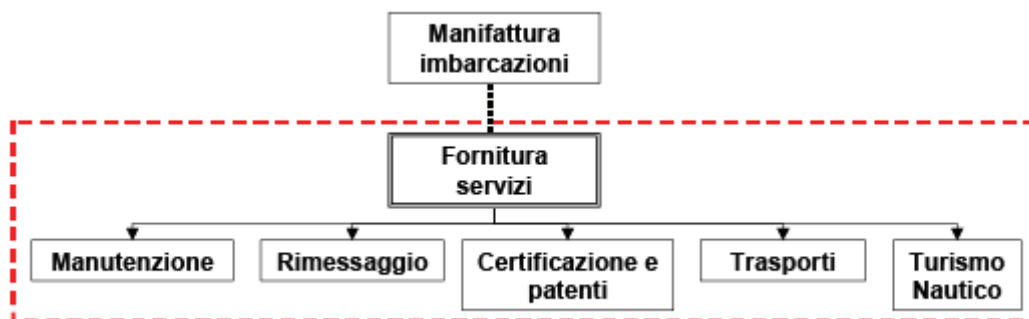 Manifattura
imbarcazioni
Fornitura
servizi
Manutenzione
Rimessaggio
Certificazione e
patenti
Trasporti
Turismo
Nautico